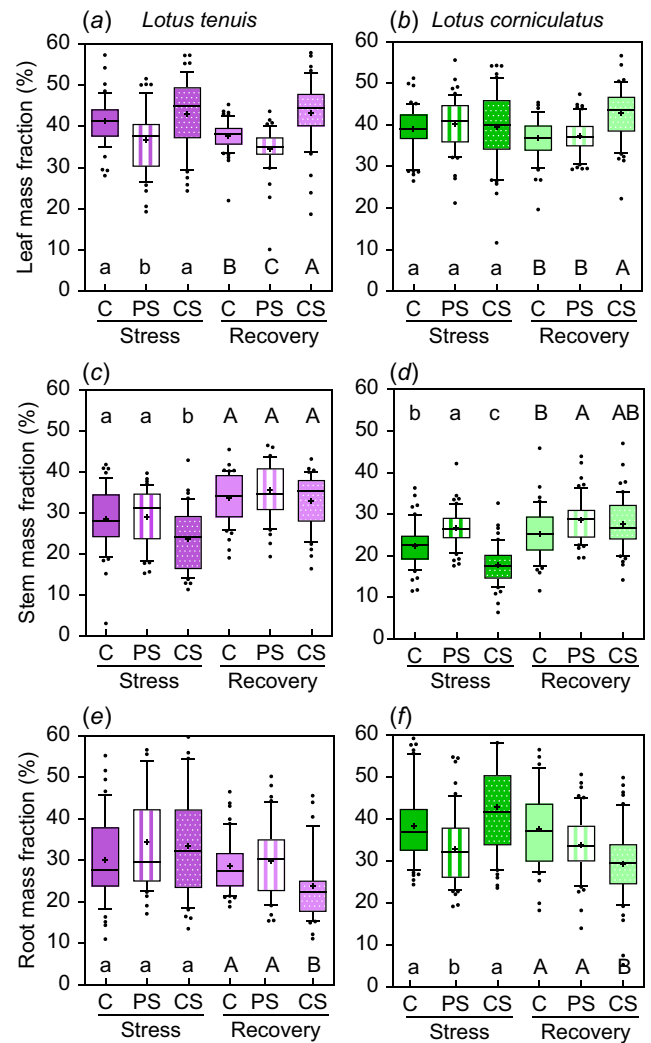 (a) Lotus tenuis (b) Lotus corniculatus
Leaf mass fraction (%)
60 60
50 50
40 40
30 30
20 20
10 10
0 0
a b a B C A a a a B B A
C PS CS C PS CS C PS CS C PS CS
Stress Recovery Stress Recovery
(c) (d)
Stem mass fraction (%)
60 60
50 50
40 40
30 30
20 20
10 10
0 0
a a b A A A b a c B A AB
C PS CS C PS CS C PS CS C PS CS
Stress Recovery Stress Recovery
(e) (f)
Root mass fraction (%)
60 60
50 50
40 40
30 30
20 20
10 10
0 0
a a a A A B a b a A A B
C PS CS C PS CS C PS CS C PS CS
Stress Recovery Stress Recovery